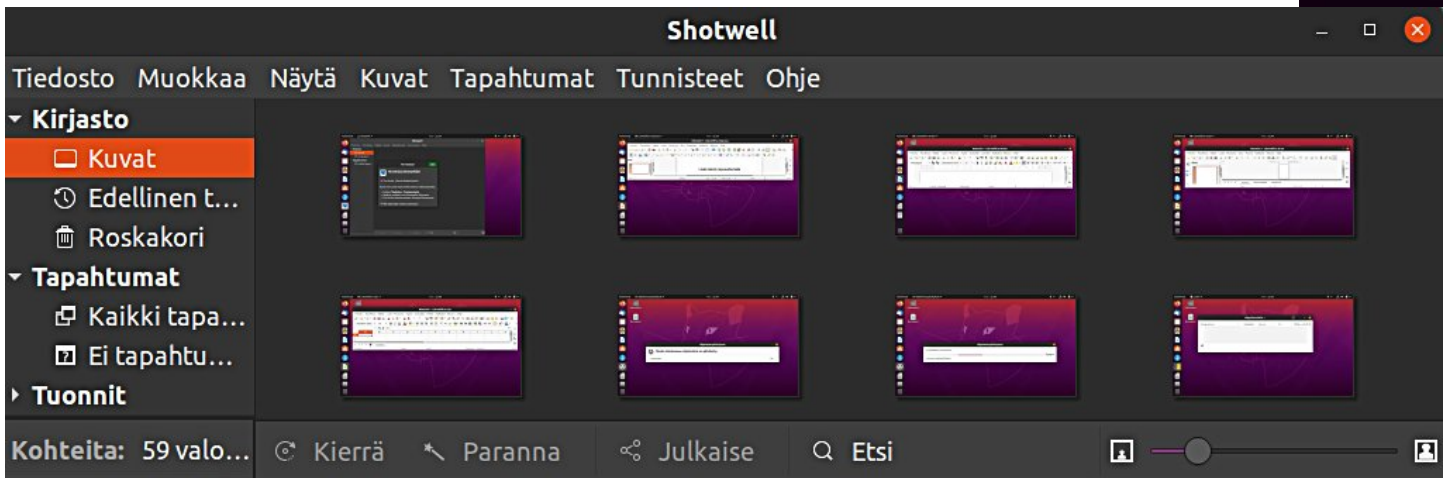 Shotwell
Tiedosto Muokkaa Näytä Kuvat Tapahtumat Tunnisteet Ohje
Kirjasto
Kuvat
Edellinen t...
Roskakori
Tapahtumat
Kaikki tapa...
Ei tapahtu...
Tuonnit
Kohteita: 59 valo...
Kierrä Paranna Julkaise Etsi